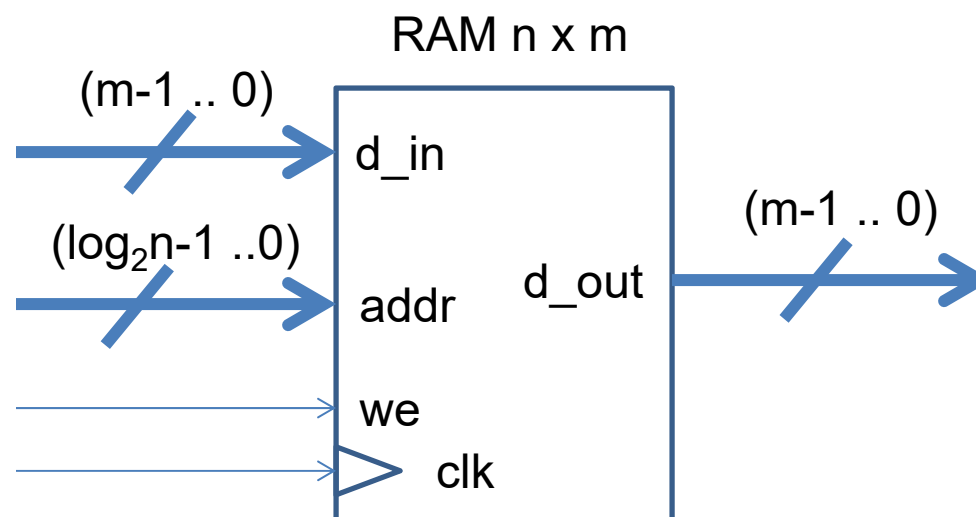 RAM n x m
(m-1 .. 0)
d_in
(m-1 .. 0)
(log₂n-1 ..0)
d_out
addr
we
clk